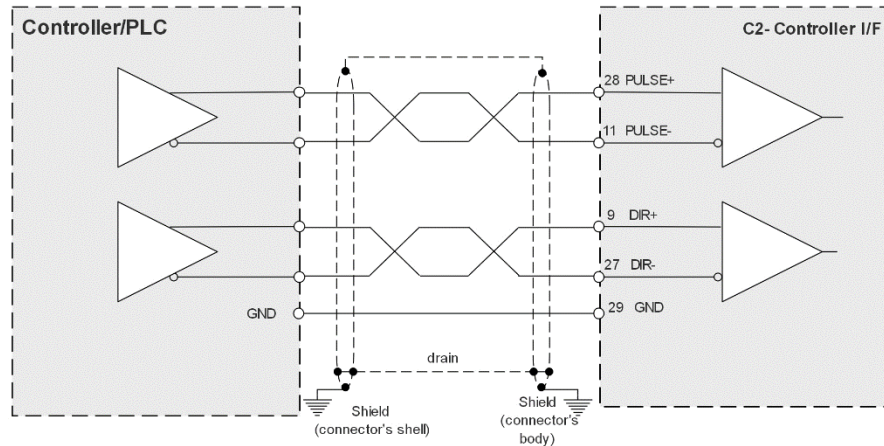 Controller/PLC
C2- Controller I/F
28 PULSE+
11 PULSE-
9 DIR+
27 DIR-
GND
29 GND
drain
Shield
(connector's shell)
Shield
(connector's
body)